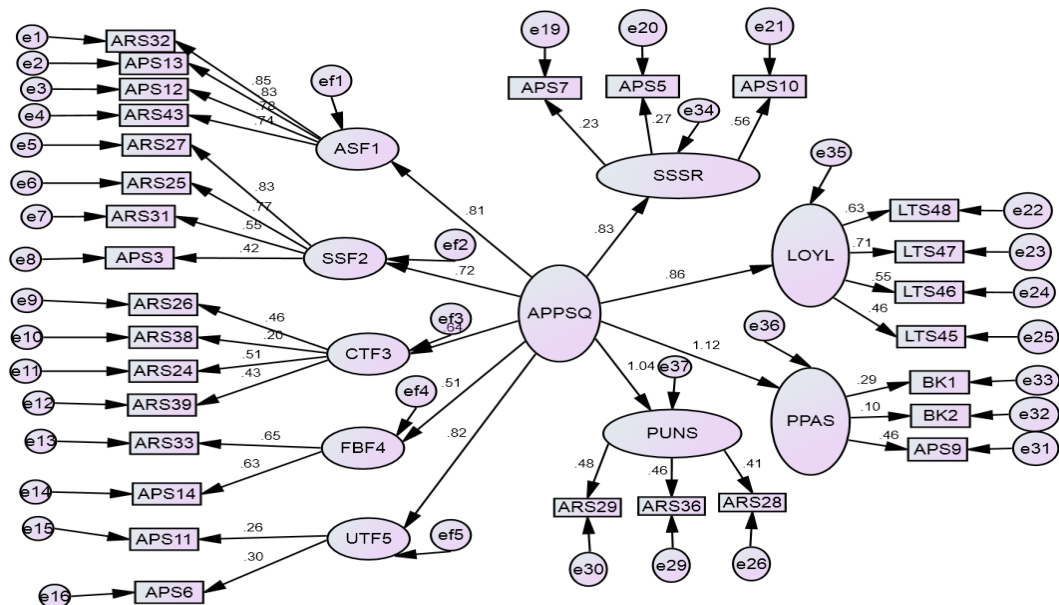 e1
ARS32
e2
APS13
e3
APS12
e4
ARS43
e5
ARS27
e6
ARS25
e7
ARS31
e8
APS3
e9
ARS26
e10
ARS38
e11
ARS24
e12
ARS39
e13
ARS33
e14
APS14
e15
APS11
e16
APS6
.85
.83
.78
.74
.83
.77
.55
.42
.46
.20
.51
.43
.65
.63
.26
.30
ef1
ASF1
ef2
SSF2
ef3
CTF3
ef4
FBF4
ef5
UTF5
.81
.72
.64
.51
.82
APPSQ
.83
.86
1.12
1.04
e19
e20
e21
APS7
APS5
APS10
.23
.27
.56
e34
SSSR
e35
LOYL
.63
.71
.55
.46
LTS48
e22
LTS47
e23
LTS46
e24
LTS45
e25
e36
PPAS
.29
.10
.46
BK1
e33
BK2
e32
APS9
e31
e37
PUNS
.48
.46
.41
ARS29
ARS36
ARS28
e30
e29
e26